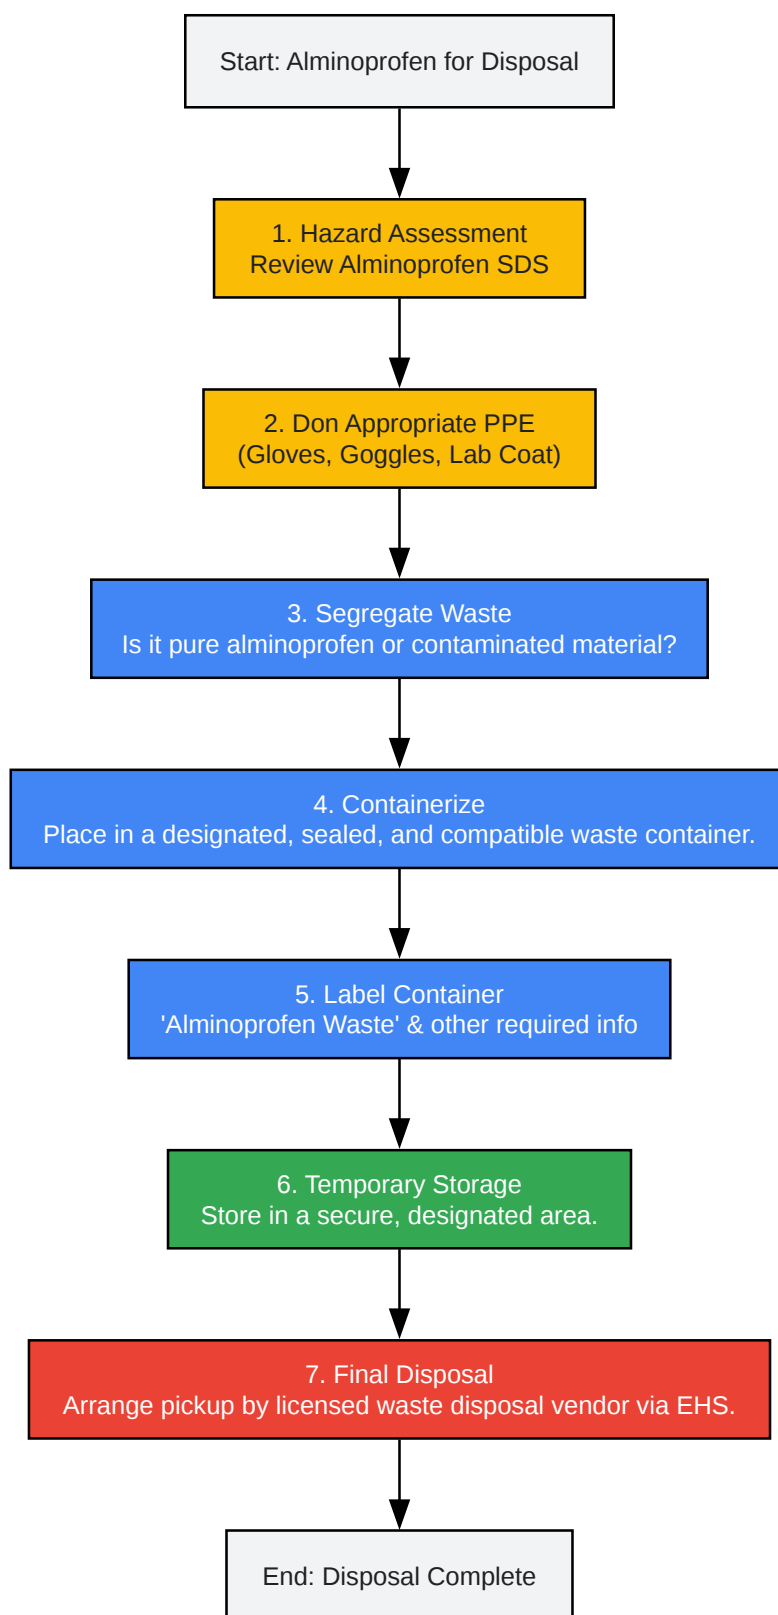 Start: Alminoprofen for Disposal
1. Hazard Assessment
Review Alminoprofen SDS
2. Don Appropriate PPE
(Gloves, Goggles, Lab Coat)
3. Segregate Waste
Is it pure alminoprofen or contaminated material?
4. Containerize
Place in a designated, sealed, and compatible waste container.
5. Label Container
'Alminoprofen Waste' & other required info
6. Temporary Storage
Store in a secure, designated area.
7. Final Disposal
Arrange pickup by licensed waste disposal vendor via EHS.
End: Disposal Complete